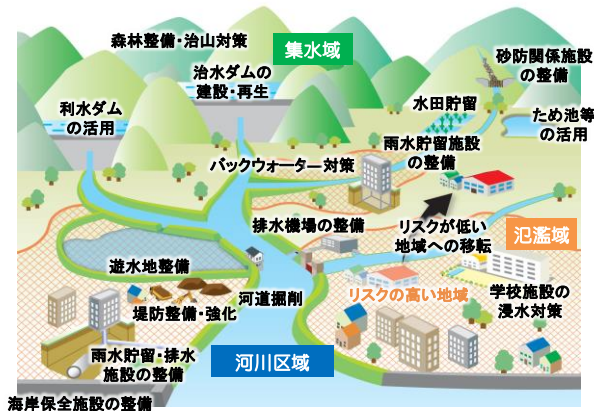 森林整備・治山対策
集水域
砂防関係施設
の整備
治水ダムの
建設・再生
利水ダム
の活用
水田貯留
ため池等
の活用
雨水貯留施設
の整備
バックウォーター対策
排水機場の整備
リスクが低い
地域への移転
氾濫域
遊水地整備
河道掘削
リスクの高い地域
学校施設の
浸水対策
堤防整備・強化
雨水貯留・排水
施設の整備
河川区域
海岸保全施設の整備